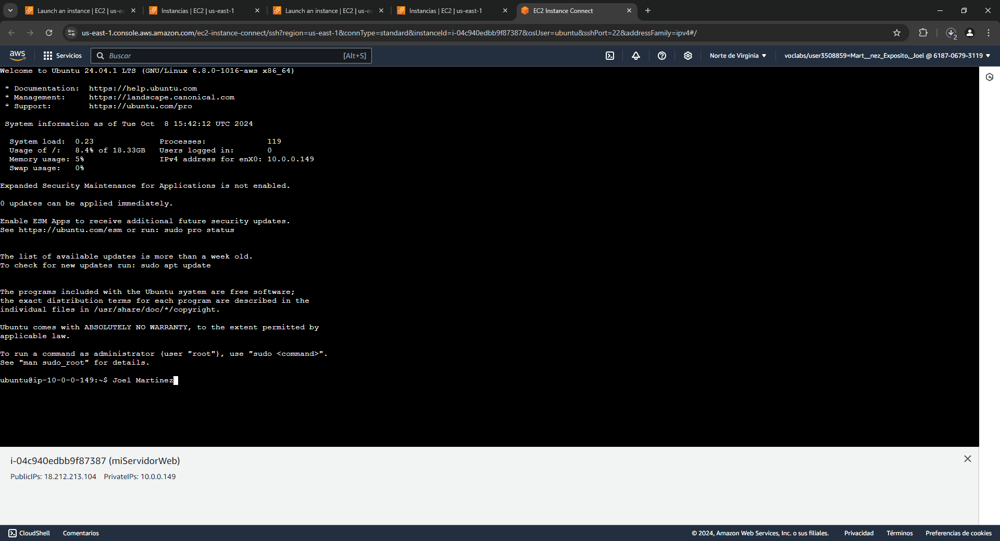 Launch an instance | EC2 | us-ea
Instancias | EC2 | us-east-1
Launch an instance | EC2 | us-ea
Instancias | EC2 | us-east-1
EC2 Instance Connect
us-east-1.console.aws.amazon.com/ec2-instance-connect/ssh?region=us-east-1&connType=standard&instanceId=i-04c940edbb9f87387&osUser=ubuntu&sshPort=22&addressFamily=ipv4#/
2
aws
Servicios
Buscar
[Alt+S]
Norte de Virginia
voclabs/user3508859=Mart__nez_Exposito,_Joel @ 6187-0679-3119
Welcome to Ubuntu 24.04.1 LTS (GNU/Linux 6.8.0-1016-aws x86_64)
* Documentation: https://help.ubuntu.com
* Management: https://landscape.canonical.com
* Support: https://ubuntu.com/pro
System information as of Tue Oct 8 15:42:12 UTC 2024
System load: 0.23 Processes: 119
Usage of /: 8.4% of 18.33GB Users logged in: 0
Memory usage: 5% IPv4 address for enX0: 10.0.0.149
Swap usage: 0%
Expanded Security Maintenance for Applications is not enabled.
0 updates can be applied immediately.
Enable ESM Apps to receive additional future security updates.
See https://ubuntu.com/esm or run: sudo pro status
The list of available updates is more than a week old.
To check for new updates run: sudo apt update
The programs included with the Ubuntu system are free software;
the exact distribution terms for each program are described in the
individual files in /usr/share/doc/*/copyright.
Ubuntu comes with ABSOLUTELY NO WARRANTY, to the extent permitted by
applicable law.
To run a command as administrator (user "root"), use "sudo <command>".
See "man sudo_root" for details.
ubuntu@ip-10-0-0-149:~$ Joel Martinez
i-04c940edbb9f87387 (miServidorWeb)
PublicIPs: 18.212.213.104 PrivateIPs: 10.0.0.149
CloudShell
Comentarios
© 2024, Amazon Web Services, Inc. o sus filiales.
Privacidad
Términos
Preferencias de cookies